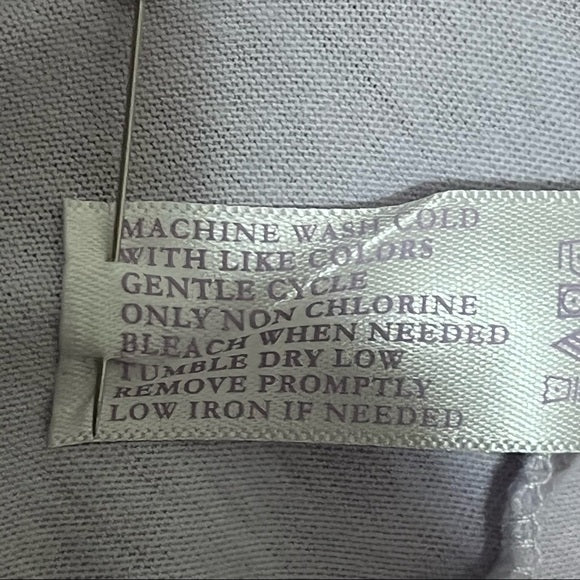 MACHINE WASH COLD
WITH LIKE COLORS
GENTLE CYCLE
ONLY NON CHLORINE
BLEACH WHEN NEEDED
TUMBLE DRY LOW
REMOVE PROMPTLY
LOW IRON IF NEEDED